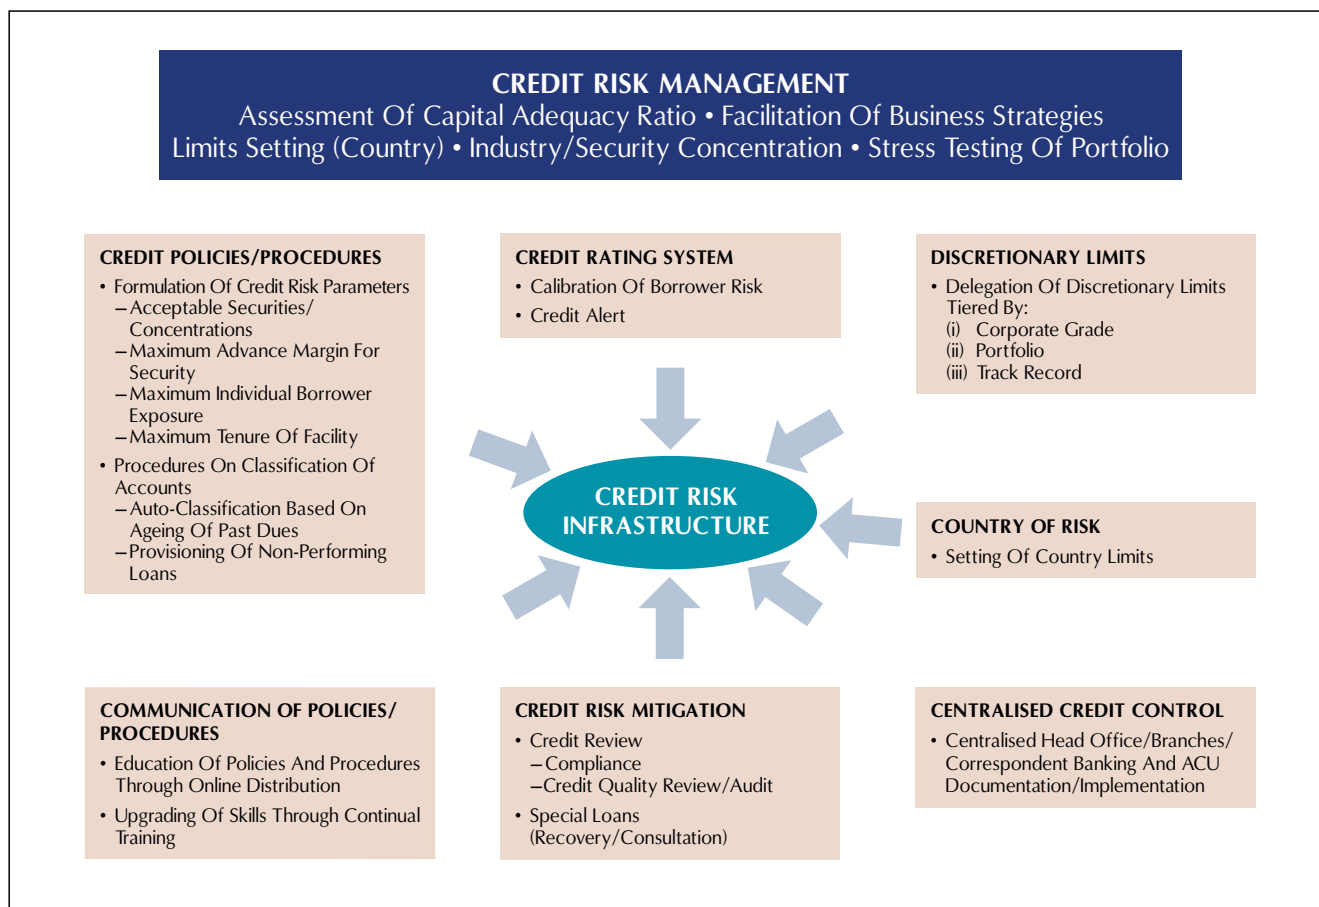 CREDIT RISK MANAGEMENT
Assessment Of Capital Adequacy Ratio • Facilitation Of Business Strategies
Limits Setting (Country) • Industry/Security Concentration • Stress Testing Of Portfolio
CREDIT POLICIES/PROCEDURES
• Formulation Of Credit Risk Parameters
–Acceptable Securities/
Concentrations
–Maximum Advance Margin For
Security
–Maximum Individual Borrower
Exposure
–Maximum Tenure Of Facility
• Procedures On Classification Of
Accounts
–Auto-Classification Based On
Ageing Of Past Dues
–Provisioning Of Non-Performing
Loans
CREDIT RATING SYSTEM
• Calibration Of Borrower Risk
• Credit Alert
DISCRETIONARY LIMITS
• Delegation Of Discretionary Limits
Tiered By:
(i) Corporate Grade
(ii) Portfolio
(iii) Track Record
CREDIT RISK
INFRASTRUCTURE
COUNTRY OF RISK
• Setting Of Country Limits
COMMUNICATION OF POLICIES/
PROCEDURES
• Education Of Policies And Procedures
Through Online Distribution
• Upgrading Of Skills Through Continual
Training
CREDIT RISK MITIGATION
• Credit Review
–Compliance
–Credit Quality Review/Audit
• Special Loans
(Recovery/Consultation)
CENTRALISED CREDIT CONTROL
• Centralised Head Office/Branches/
Correspondent Banking And ACU
Documentation/Implementation